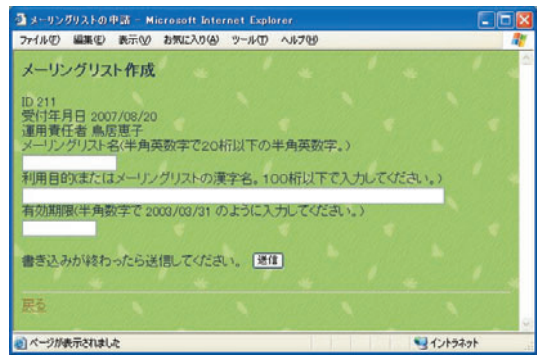 メーリングリストの申請 - Microsoft Internet Explorer
ファイル(F) 編集(E) 表示(V) お気に入り(A) ツール(T) ヘルプ(H)
メーリングリスト作成
ID 211
受付年月日 2007/08/20
運用責任者 鳥居恵子
メーリングリスト名(半角英数字で20桁以下の半角英数字。)
利用目的(またはメーリングリストの漢字名。100桁以下で入力してください。)
有効期限(半角数字で 2003/03/31 のように入力してください。)
書き込みが終わったら送信してください。 送信
戻る
ページが表示されました イントラネット